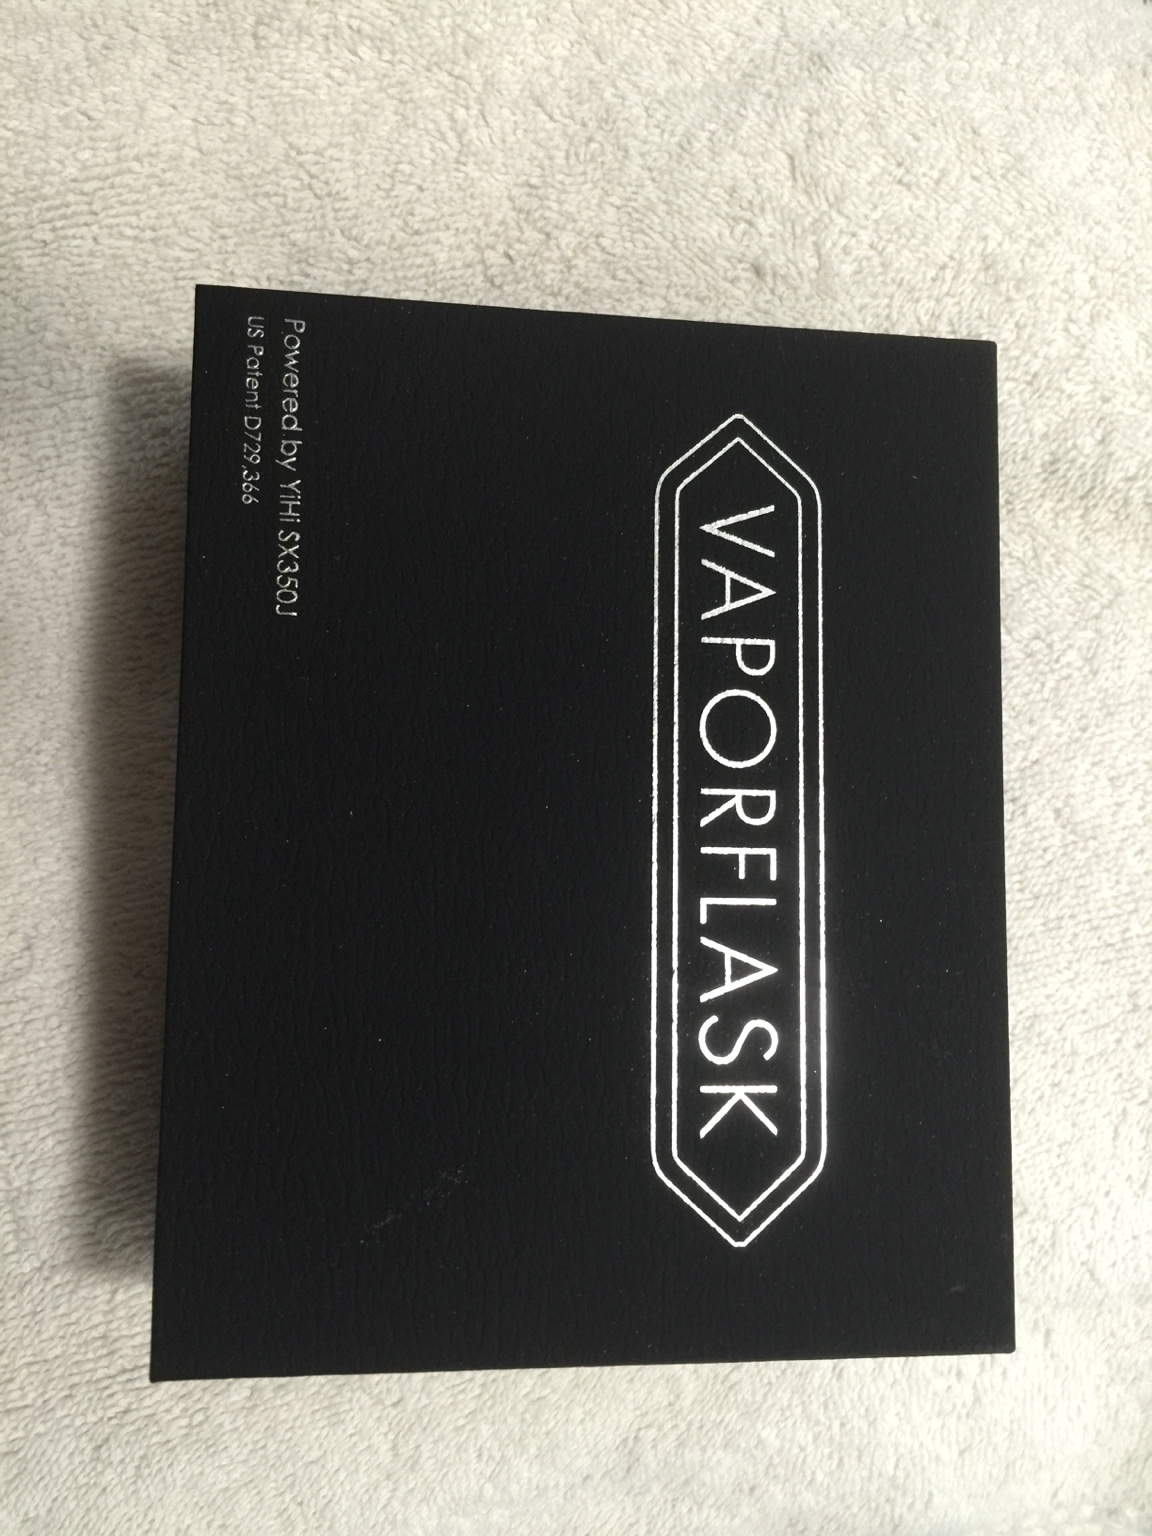 VAPORFLASK
Powered by YiHi SX350J
US Patent D729,366